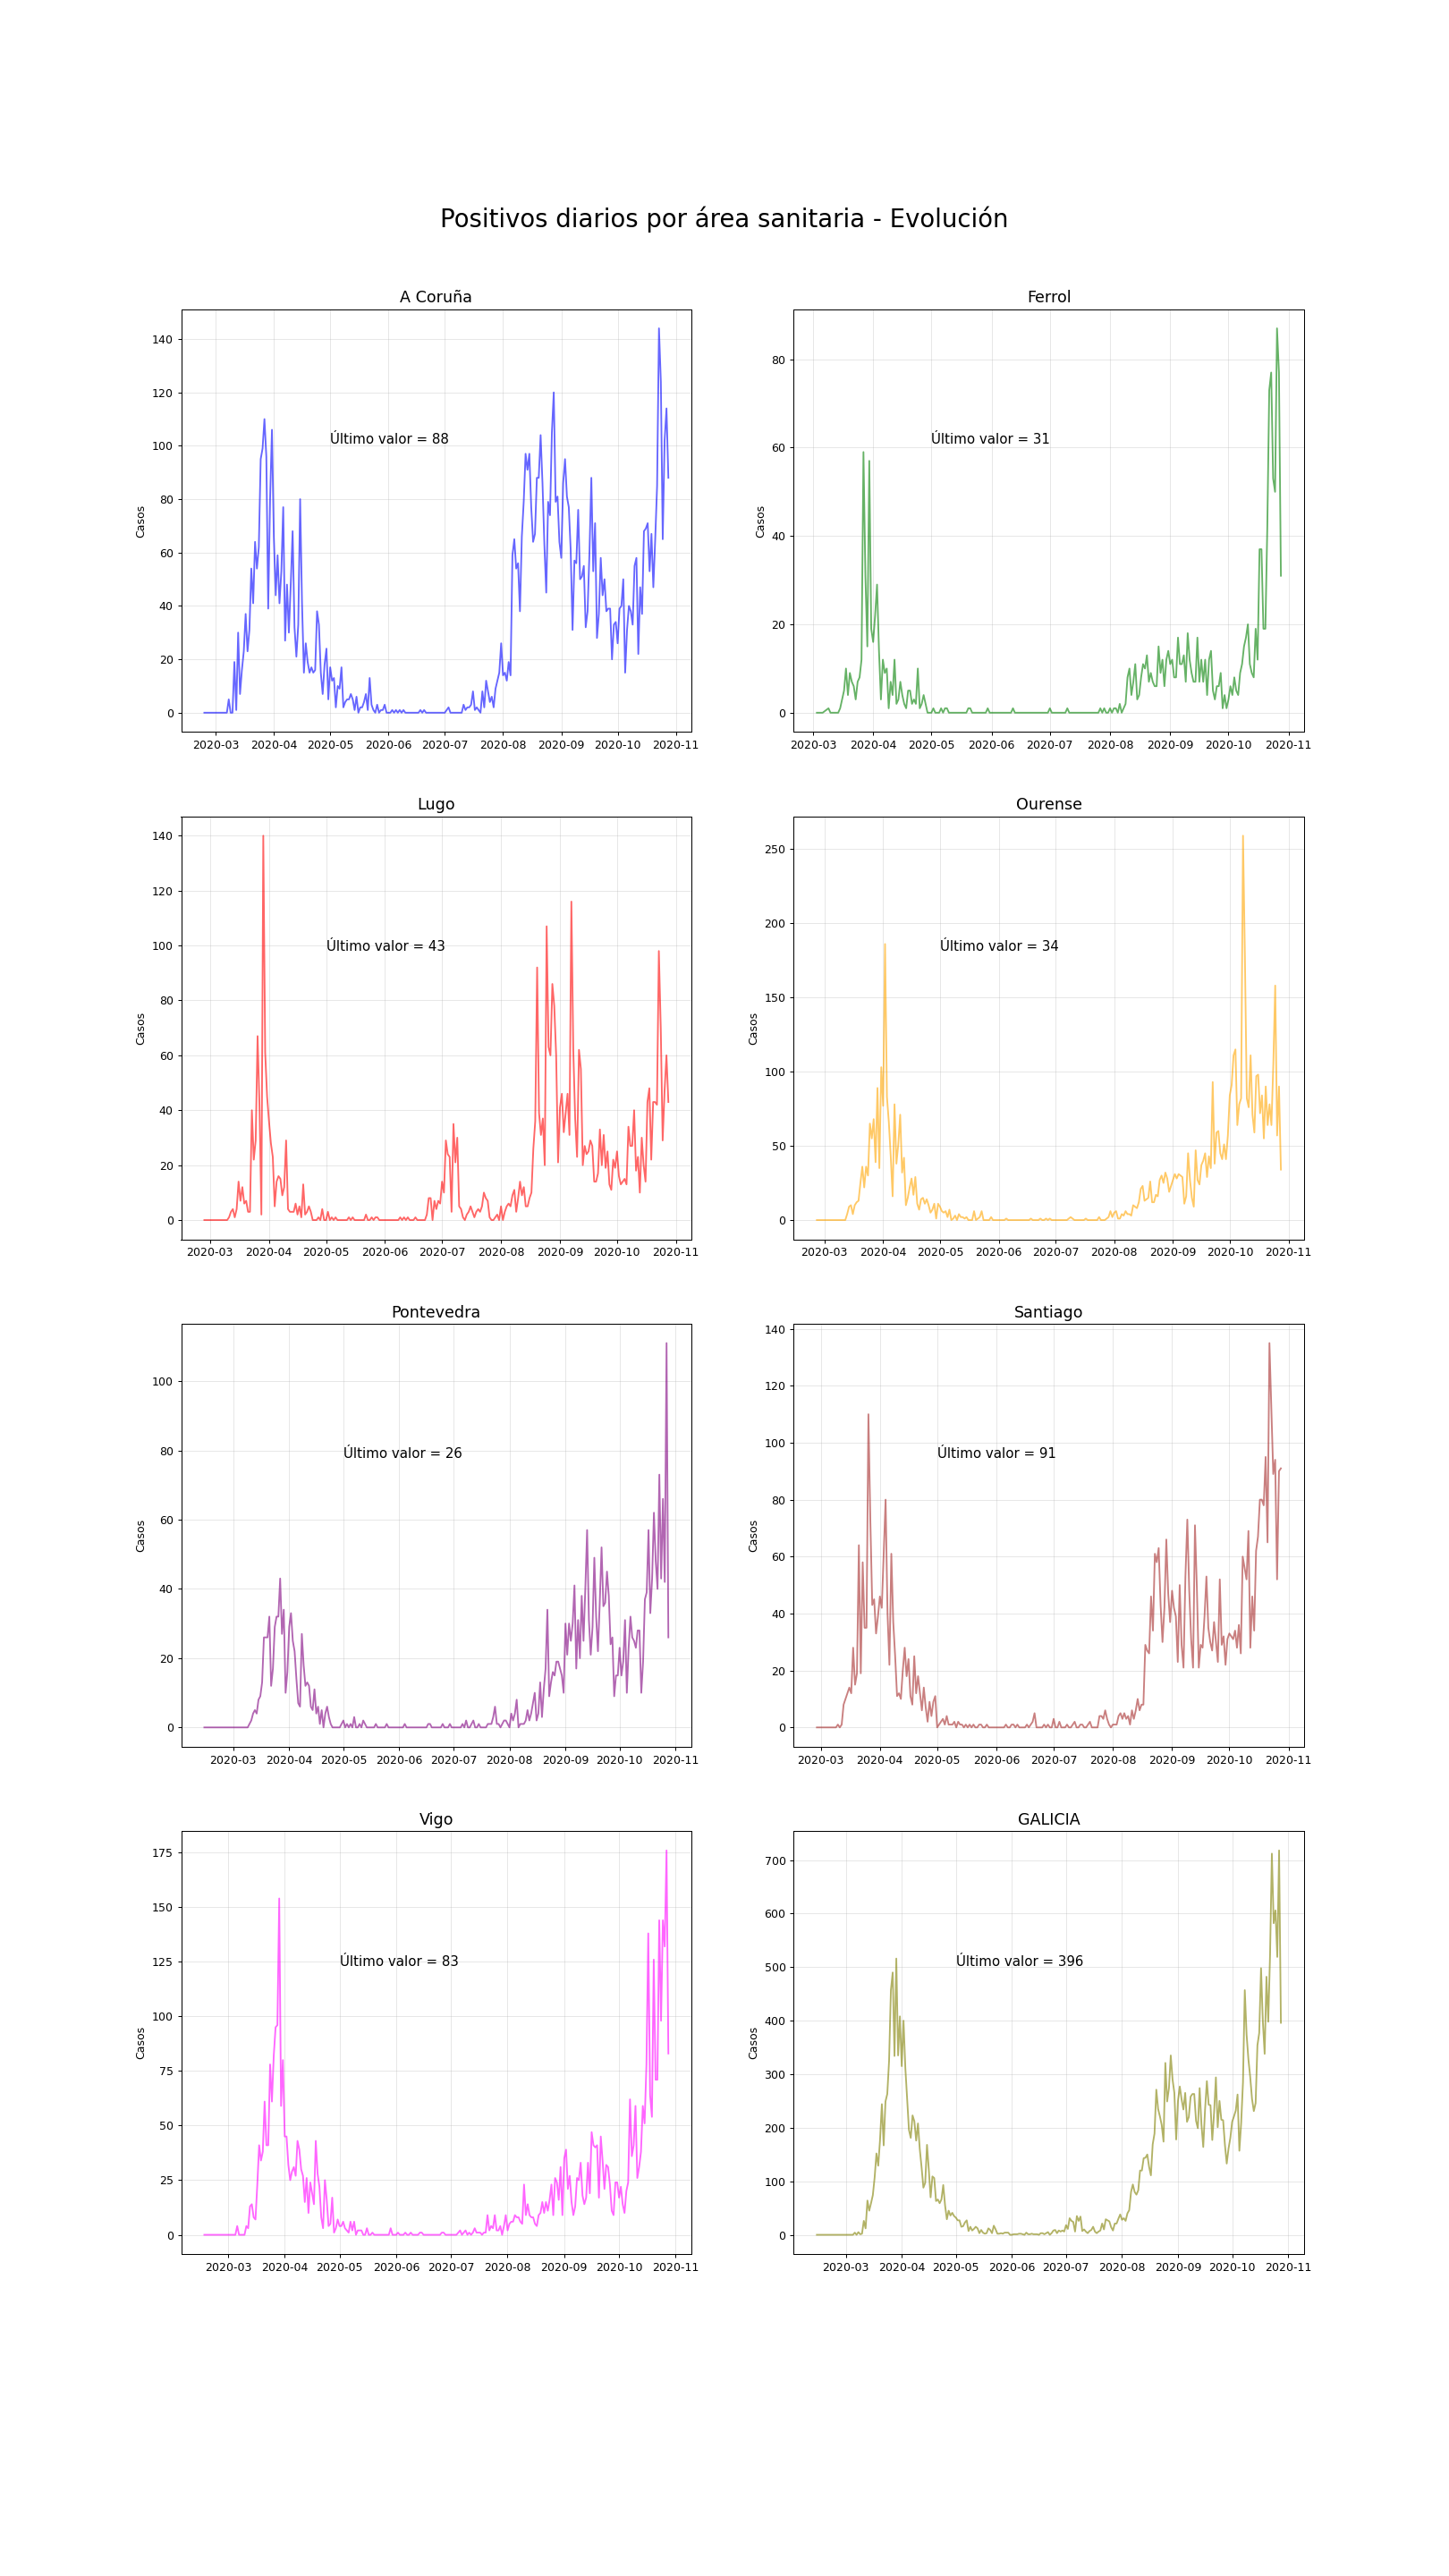 Positivos diarios por área sanitaria - Evolución
A Coruña
Casos
140
120
100
80
60
40
20
0
Último valor = 88
2020-03 2020-04 2020-05 2020-06 2020-07 2020-08 2020-09 2020-10 2020-11
Ferrol
Casos
80
60
40
20
0
Último valor = 31
2020-03 2020-04 2020-05 2020-06 2020-07 2020-08 2020-09 2020-10 2020-11
Lugo
Casos
140
120
100
80
60
40
20
0
Último valor = 43
2020-03 2020-04 2020-05 2020-06 2020-07 2020-08 2020-09 2020-10 2020-11
Ourense
Casos
250
200
150
100
50
0
Último valor = 34
2020-03 2020-04 2020-05 2020-06 2020-07 2020-08 2020-09 2020-10 2020-11
Pontevedra
Casos
100
80
60
40
20
0
Último valor = 26
2020-03 2020-04 2020-05 2020-06 2020-07 2020-08 2020-09 2020-10 2020-11
Santiago
Casos
140
120
100
80
60
40
20
0
Último valor = 91
2020-03 2020-04 2020-05 2020-06 2020-07 2020-08 2020-09 2020-10 2020-11
Vigo
Casos
175
150
125
100
75
50
25
0
Último valor = 83
2020-03 2020-04 2020-05 2020-06 2020-07 2020-08 2020-09 2020-10 2020-11
GALICIA
Casos
700
600
500
400
300
200
100
0
Último valor = 396
2020-03 2020-04 2020-05 2020-06 2020-07 2020-08 2020-09 2020-10 2020-11